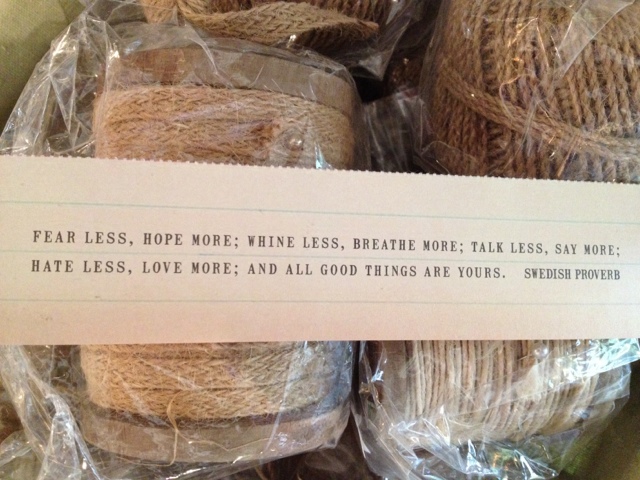 FEAR LESS, HOPE MORE; WHINE LESS, BREATHE MORE; TALK LESS, SAY MORE;
HATE LESS, LOVE MORE; AND ALL GOOD THINGS ARE YOURS. SWEDISH PROVERB